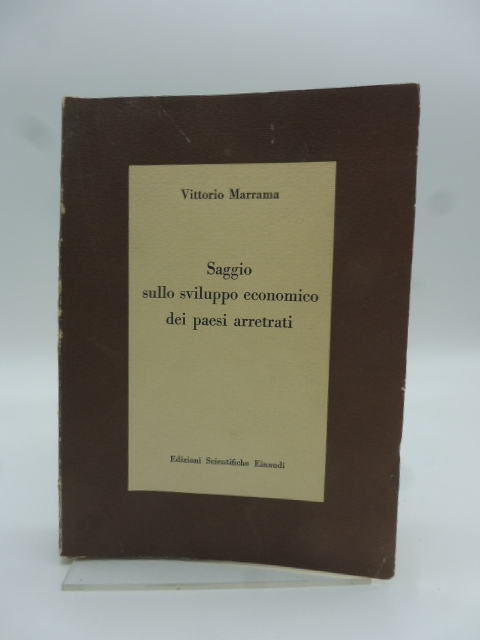 Vittorio Marrama
Saggio
sullo sviluppo economico
dei paesi arretrati
Edizioni Scientifiche Einaudi